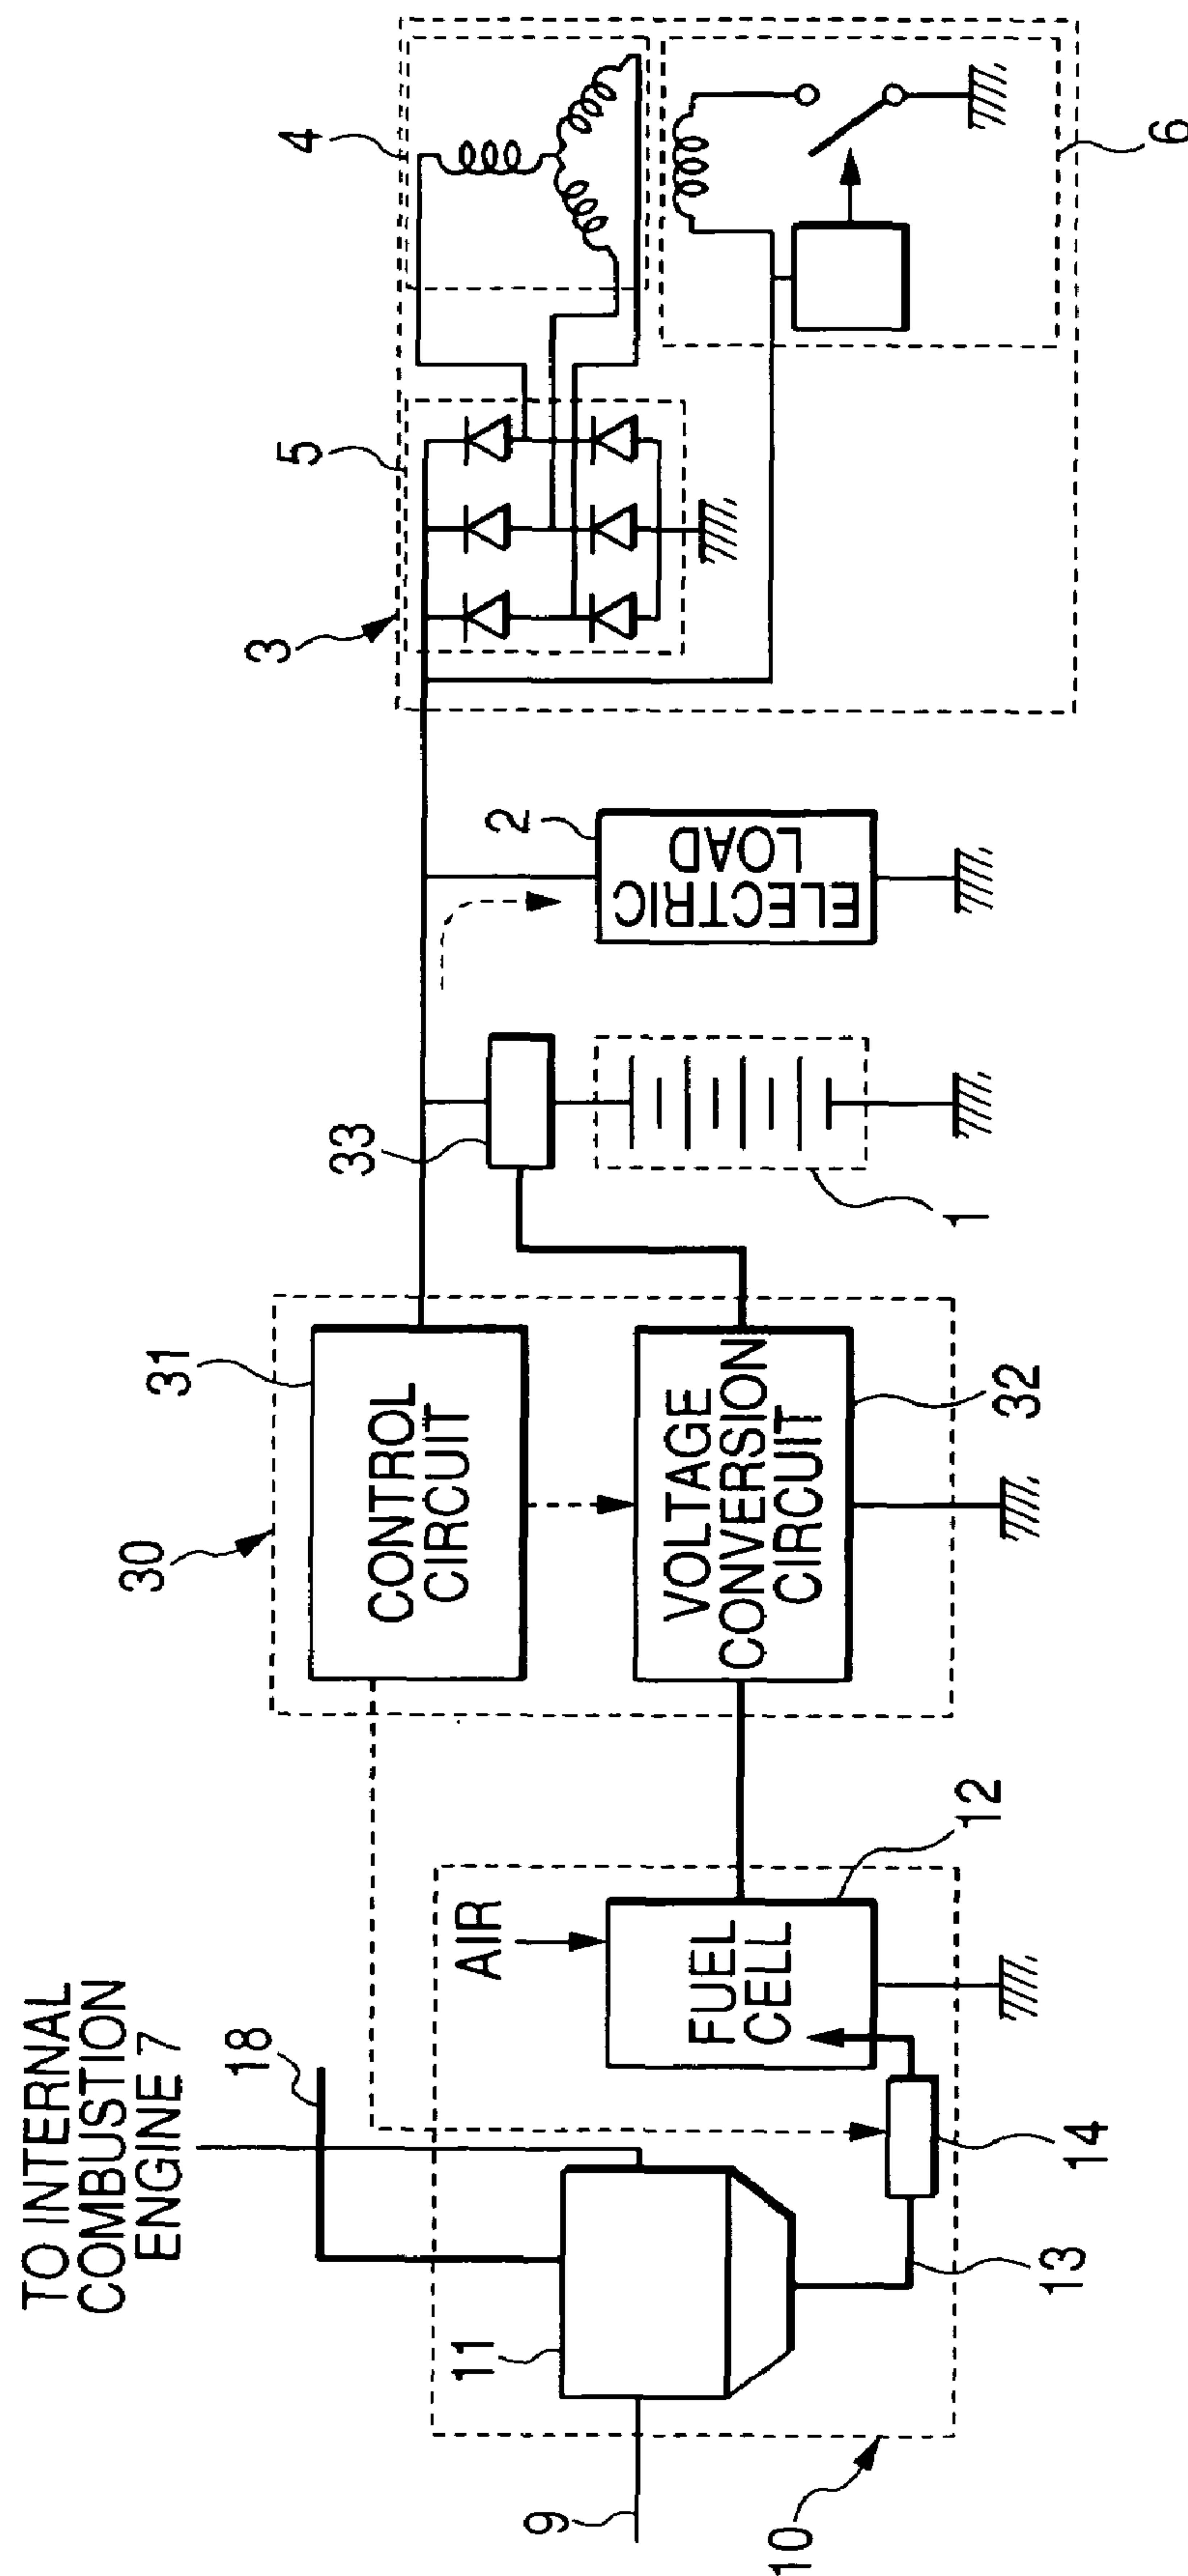 TO INTERNAL
COMBUSTION
ENGINE 7
18
9
11
10
13
14
AIR
FUEL
CELL
12
30
31
CONTROL
CIRCUIT
VOLTAGE
CONVERSION
CIRCUIT
32
33
1
2
ELECTRIC
LOAD
3
5
4
6